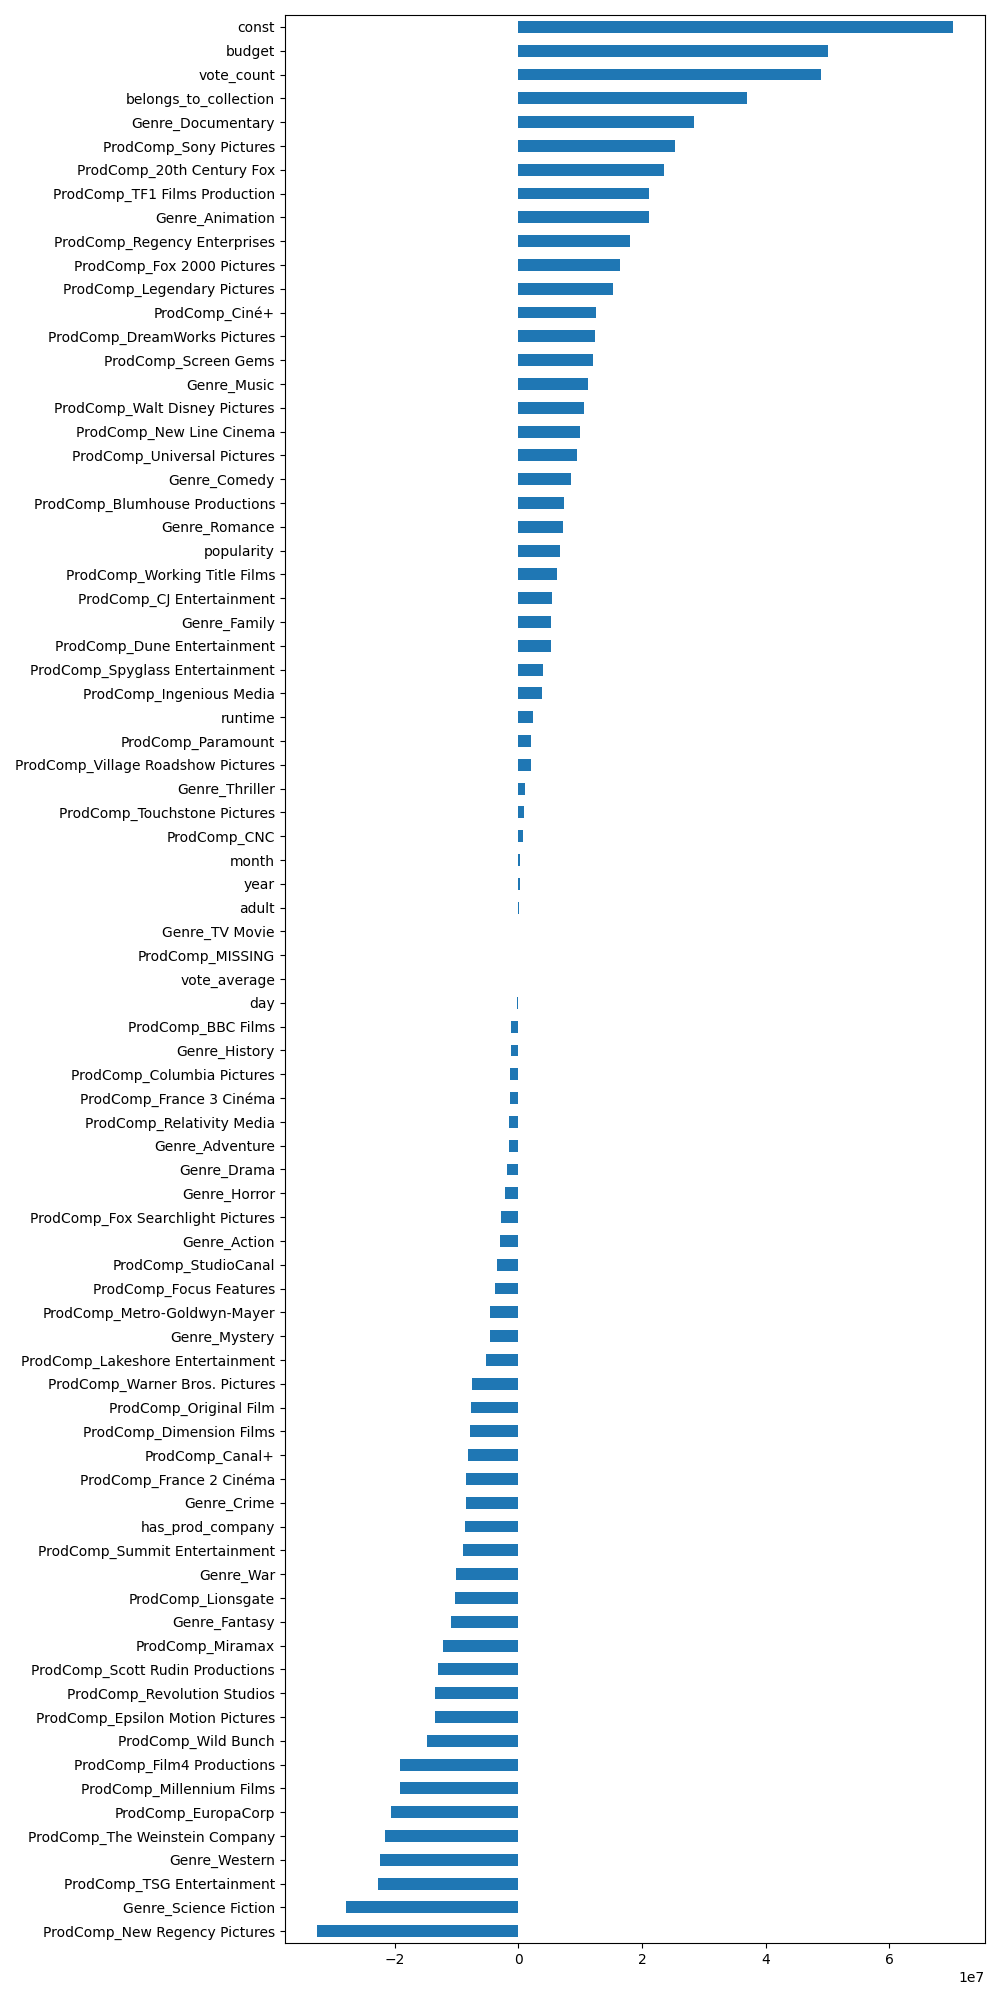 const
budget
vote_count
belongs_to_collection
Genre_Documentary
ProdComp_Sony Pictures
ProdComp_20th Century Fox
ProdComp_TF1 Films Production
Genre_Animation
ProdComp_Regency Enterprises
ProdComp_Fox 2000 Pictures
ProdComp_Legendary Pictures
ProdComp_Ciné+
ProdComp_DreamWorks Pictures
ProdComp_Screen Gems
Genre_Music
ProdComp_Walt Disney Pictures
ProdComp_New Line Cinema
ProdComp_Universal Pictures
Genre_Comedy
ProdComp_Blumhouse Productions
Genre_Romance
popularity
ProdComp_Working Title Films
ProdComp_CJ Entertainment
Genre_Family
ProdComp_Dune Entertainment
ProdComp_Spyglass Entertainment
ProdComp_Ingenious Media
runtime
ProdComp_Paramount
ProdComp_Village Roadshow Pictures
Genre_Thriller
ProdComp_Touchstone Pictures
ProdComp_CNC
month
year
adult
Genre_TV Movie
ProdComp_MISSING
vote_average
day
ProdComp_BBC Films
Genre_History
ProdComp_Columbia Pictures
ProdComp_France 3 Cinéma
ProdComp_Relativity Media
Genre_Adventure
Genre_Drama
Genre_Horror
ProdComp_Fox Searchlight Pictures
Genre_Action
ProdComp_StudioCanal
ProdComp_Focus Features
ProdComp_Metro-Goldwyn-Mayer
Genre_Mystery
ProdComp_Lakeshore Entertainment
ProdComp_Warner Bros. Pictures
ProdComp_Original Film
ProdComp_Dimension Films
ProdComp_Canal+
ProdComp_France 2 Cinéma
Genre_Crime
has_prod_company
ProdComp_Summit Entertainment
Genre_War
ProdComp_Lionsgate
Genre_Fantasy
ProdComp_Miramax
ProdComp_Scott Rudin Productions
ProdComp_Revolution Studios
ProdComp_Epsilon Motion Pictures
ProdComp_Wild Bunch
ProdComp_Film4 Productions
ProdComp_Millennium Films
ProdComp_EuropaCorp
ProdComp_The Weinstein Company
Genre_Western
ProdComp_TSG Entertainment
Genre_Science Fiction
ProdComp_New Regency Pictures
−2 0 2 4 6
1e7